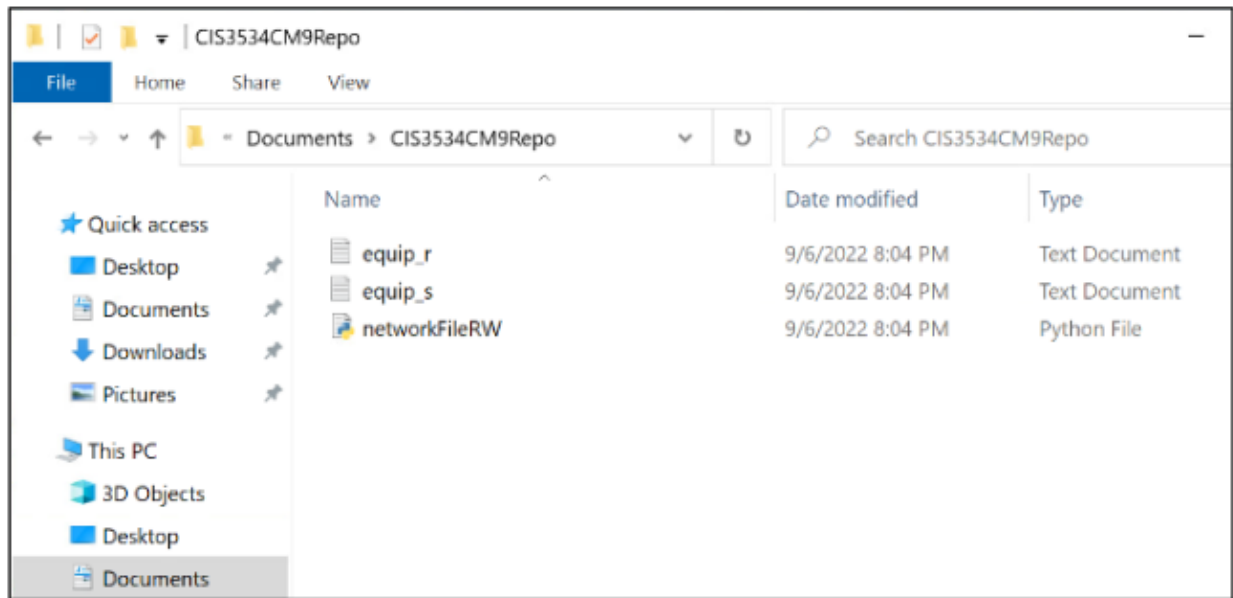 CIS3534CM9Repo
File Home Share View
« Documents > CIS3534CM9Repo Search CIS3534CM9Repo
Name Date modified Type
Quick access
equip_r 9/6/2022 8:04 PM Text Document
Desktop
equip_s 9/6/2022 8:04 PM Text Document
Documents
networkFileRW 9/6/2022 8:04 PM Python File
Downloads
Pictures
This PC
3D Objects
Desktop
Documents